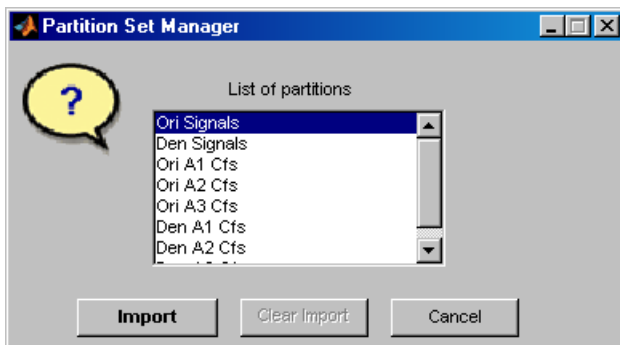 Partition Set Manager
?
List of partitions
Ori Signals
Den Signals
Ori A1 Cfs
Ori A2 Cfs
Ori A3 Cfs
Den A1 Cfs
Den A2 Cfs
Import
Clear Import
Cancel